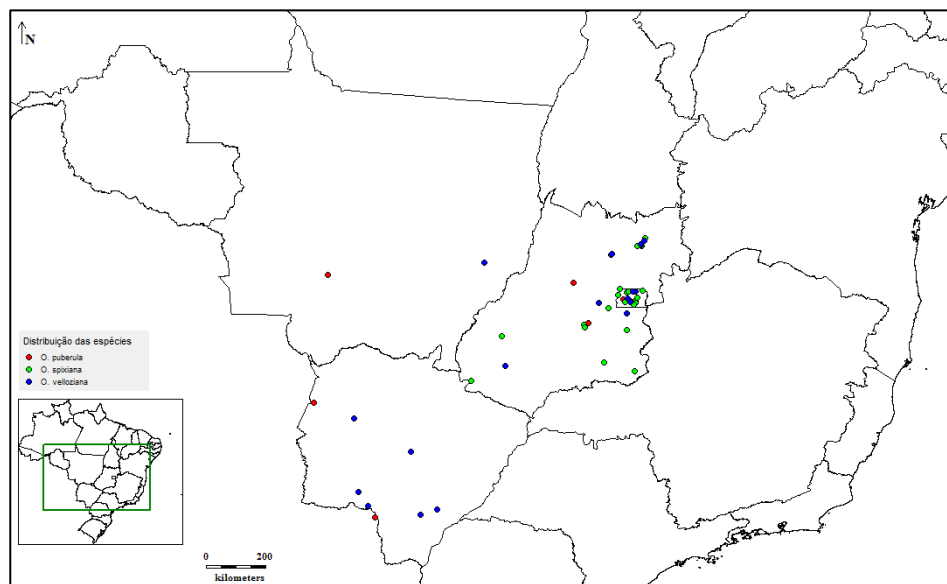 N
Distribuição das espécies
O. puberula
O. spixiana
O. velloziana
0 200
kilometers